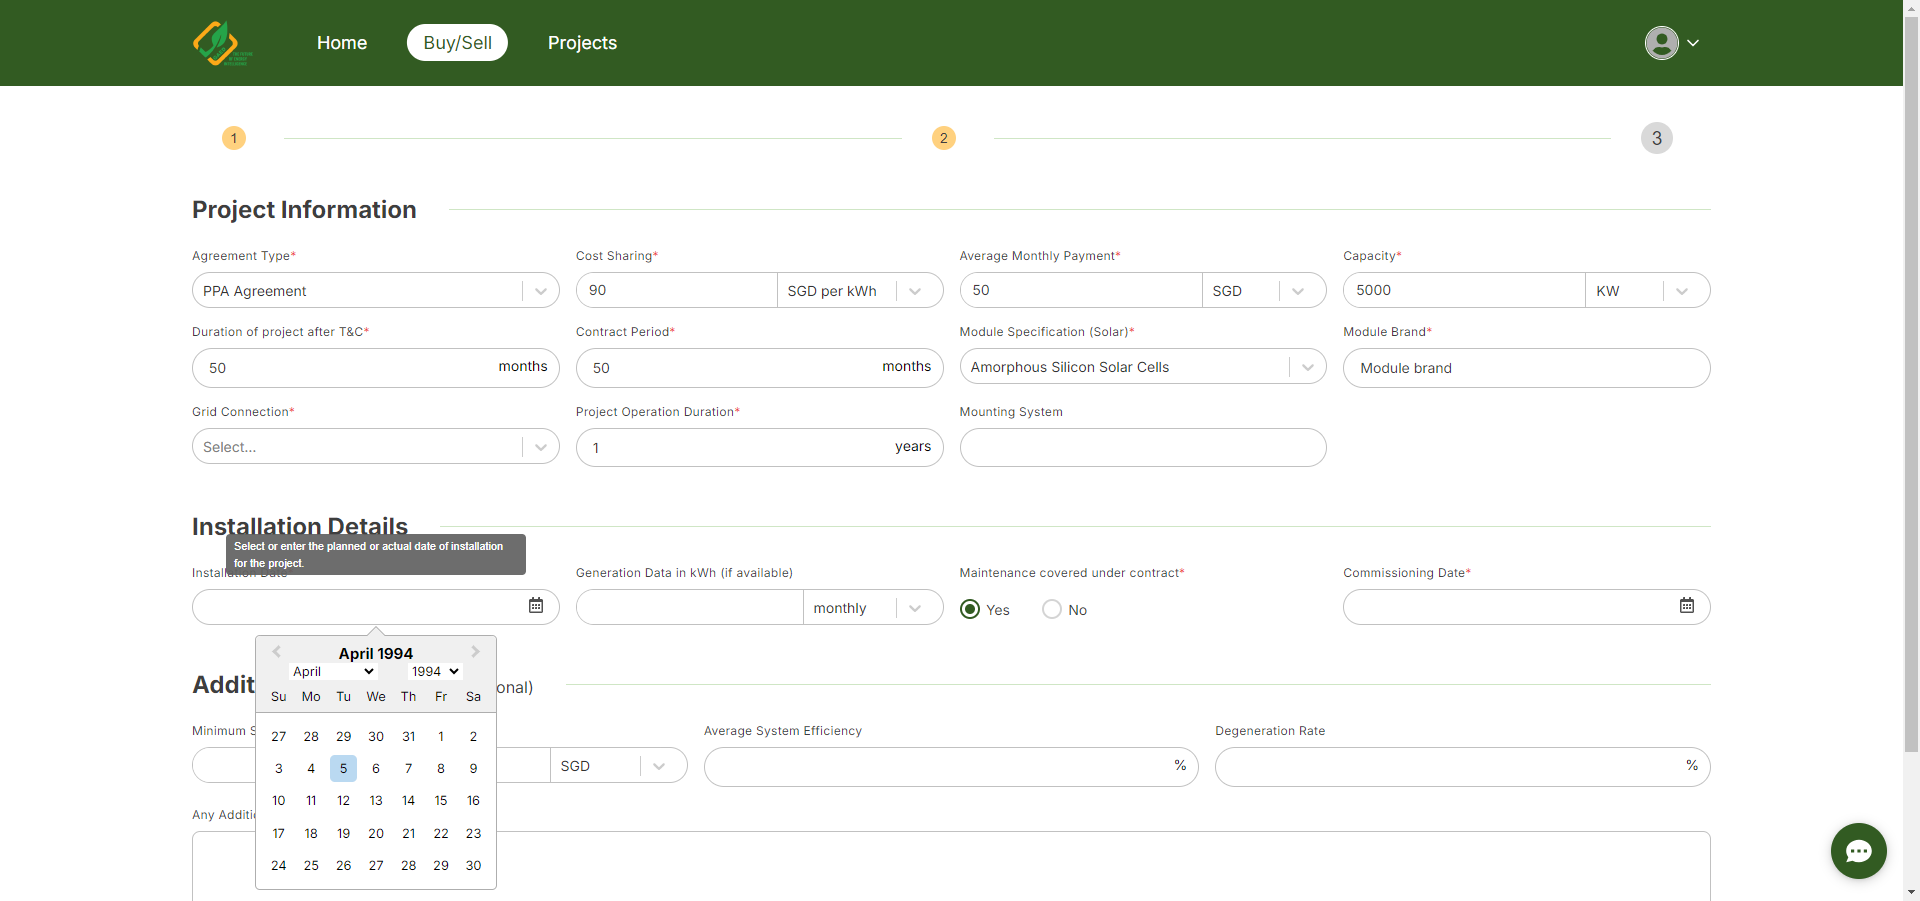 Home
Buy/Sell
Projects
1
2
3
Project Information
Agreement Type*
Cost Sharing*
Average Monthly Payment*
Capacity*
PPA Agreement
90
SGD per kWh
50
SGD
5000
KW
Duration of project after T&C*
Contract Period*
Module Specification (Solar)*
Module Brand*
50 months
50 months
Amorphous Silicon Solar Cells
Module brand
Grid Connection*
Project Operation Duration*
Mounting System
Select...
1 years
Installation Details
Select or enter the planned or actual date of installation
for the project.
Installation Date
Generation Data in kWh (if available)
Maintenance covered under contract*
Commissioning Date*
monthly
Yes
No
April 1994
April
1994
Su Mo Tu We Th Fr Sa
27 28 29 30 31 1 2
3 4 5 6 7 8 9
10 11 12 13 14 15 16
17 18 19 20 21 22 23
24 25 26 27 28 29 30
Addit
onal)
Minimum S
Average System Efficiency
Degeneration Rate
SGD
%
%
Any Additi